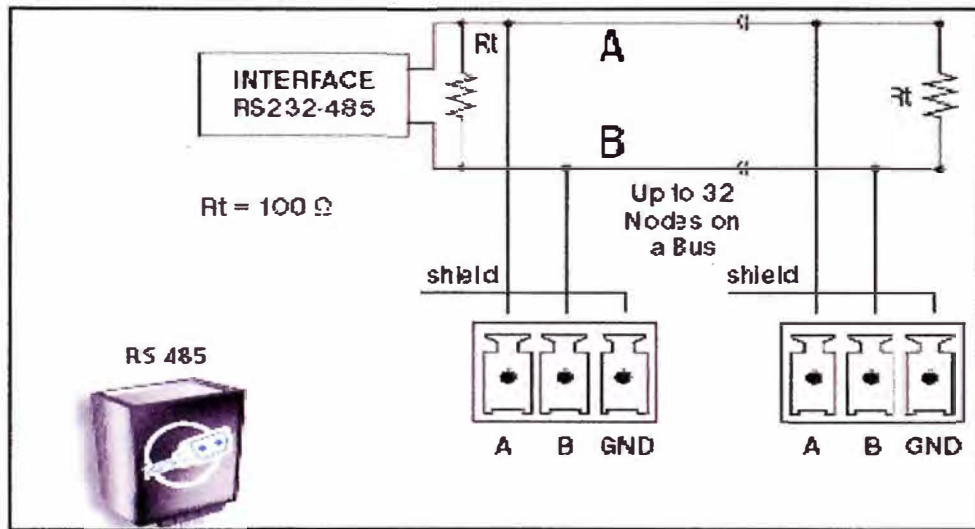 Rt
A
INTERFACE
RS232-485
Rt
B
Rt = 100 Ω
Up to 32
Nodes on
a Bus
shield
shield
RS 485
A B GND
A B GND